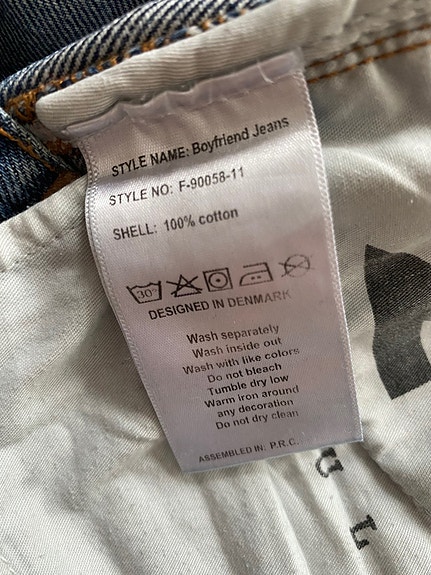 STYLE NAME: Boyfriend Jeans
STYLE NO: F-90058-11
SHELL: 100% cotton
30°
DESIGNED IN DENMARK
Wash separately
Wash inside out
Wash with like colors
Do not bleach
Tumble dry low
Warm iron around
any decoration
Do not dry clean
ASSEMBLED IN: P.R.C.